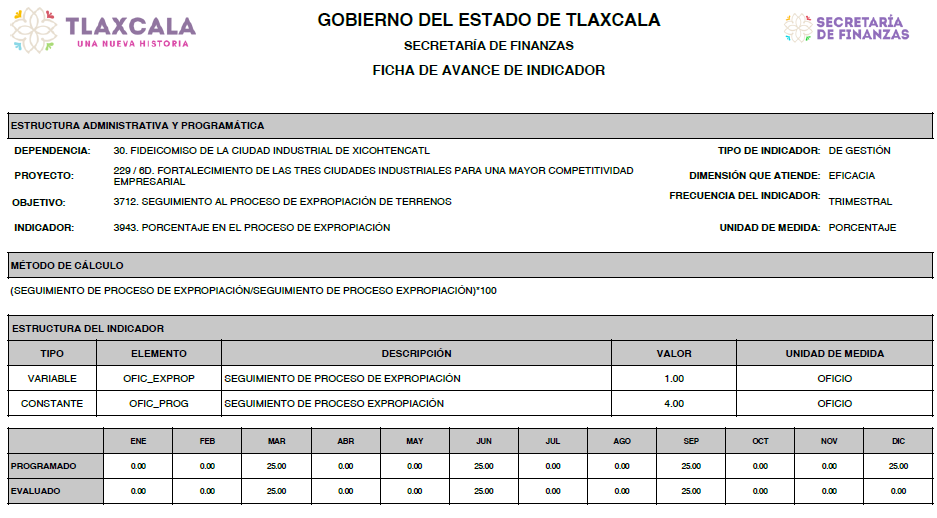 TLAXCALA
UNA NUEVA HISTORIA
GOBIERNO DEL ESTADO DE TLAXCALA
SECRETARÍA DE FINANZAS
FICHA DE AVANCE DE INDICADOR
SECRETARÍA
DE FINANZAS
ESTRUCTURA ADMINISTRATIVA Y PROGRAMÁTICA
DEPENDENCIA: 30. FIDEICOMISO DE LA CIUDAD INDUSTRIAL DE XICOHTENCATL TIPO DE INDICADOR: DE GESTIÓN
PROYECTO: 229 / 6D. FORTALECIMIENTO DE LAS TRES CIUDADES INDUSTRIALES PARA UNA MAYOR COMPETITIVIDAD
EMPRESARIAL DIMENSIÓN QUE ATIENDE: EFICACIA
OBJETIVO: 3712. SEGUIMIENTO AL PROCESO DE EXPROPIACIÓN DE TERRENOS FRECUENCIA DEL INDICADOR: TRIMESTRAL
INDICADOR: 3943. PORCENTAJE EN EL PROCESO DE EXPROPIACIÓN UNIDAD DE MEDIDA: PORCENTAJE
MÉTODO DE CÁLCULO
(SEGUIMIENTO DE PROCESO DE EXPROPIACIÓN/SEGUIMIENTO DE PROCESO EXPROPIACIÓN)*100
ESTRUCTURA DEL INDICADOR
TIPO ELEMENTO DESCRIPCIÓN VALOR UNIDAD DE MEDIDA
VARIABLE OFIC_EXPROP SEGUIMIENTO DE PROCESO DE EXPROPIACIÓN 1.00 OFICIO
CONSTANTE OFIC_PROG SEGUIMIENTO DE PROCESO EXPROPIACIÓN 4.00 OFICIO
ENE FEB MAR ABR MAY JUN JUL AGO SEP OCT NOV DIC
PROGRAMADO 0.00 0.00 25.00 0.00 0.00 25.00 0.00 0.00 25.00 0.00 0.00 25.00
EVALUADO 0.00 0.00 25.00 0.00 0.00 25.00 0.00 0.00 25.00 0.00 0.00 0.00